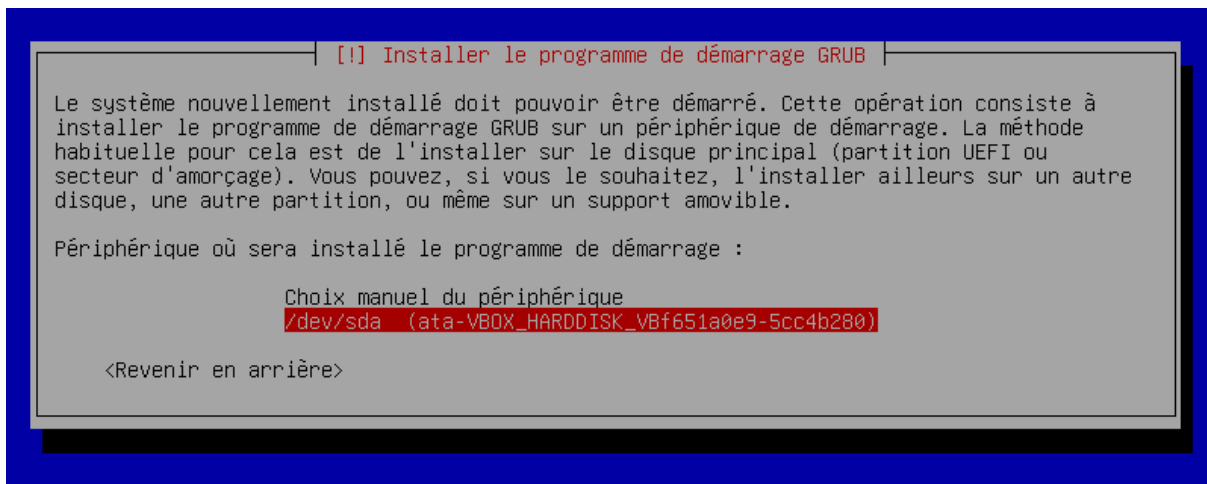 [!] Installer le programme de démarrage GRUB
Le système nouvellement installé doit pouvoir être démarré. Cette opération consiste à
installer le programme de démarrage GRUB sur un périphérique de démarrage. La méthode
habituelle pour cela est de l'installer sur le disque principal (partition UEFI ou
secteur d'amorçage). Vous pouvez, si vous le souhaitez, l'installer ailleurs sur un autre
disque, une autre partition, ou même sur un support amovible.
Périphérique où sera installé le programme de démarrage :
Choix manuel du périphérique
/dev/sda (ata-VBOX_HARDDISK_VBf651a0e9-5cc4b280)
<Revenir en arrière>